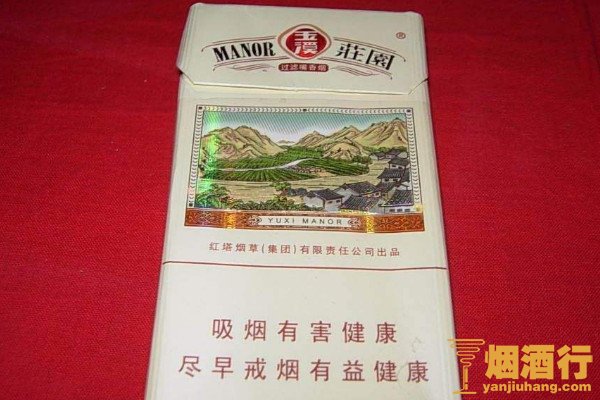 MANOR 玉溪 莊園 ®
过滤嘴香烟
YUXI MANOR
红塔烟草(集团)有限责任公司出品
吸烟有害健康
尽早戒烟有益健康
烟酒行
yanjiuhang.com